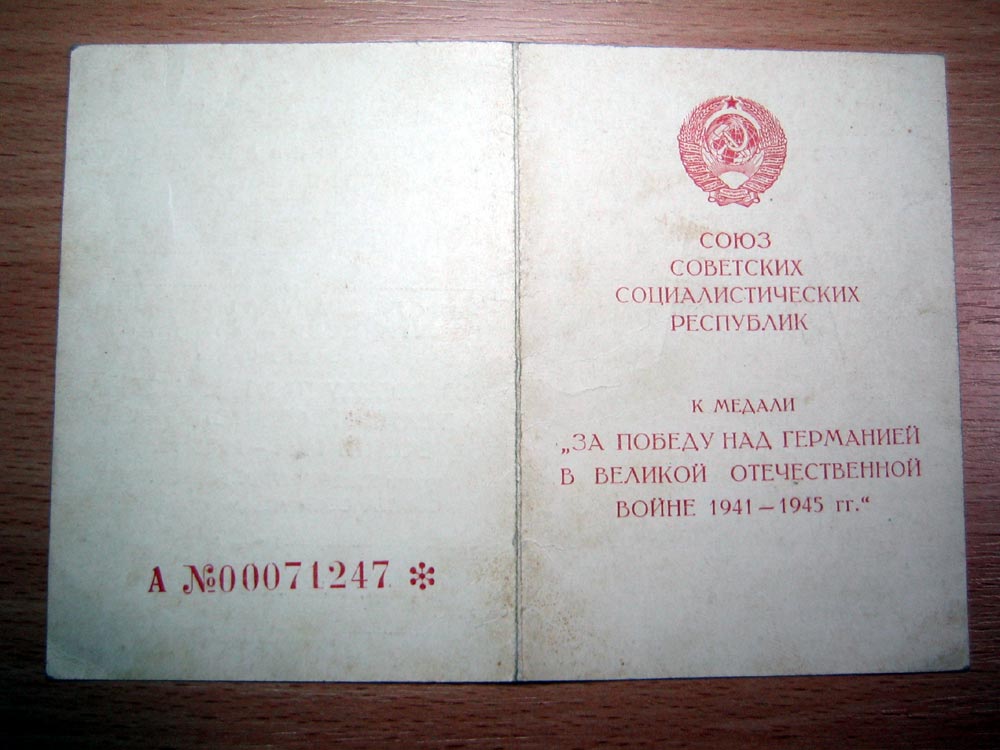 А №00071247 *
СОЮЗ
СОВЕТСКИХ
СОЦИАЛИСТИЧЕСКИХ
РЕСПУБЛИК
К МЕДАЛИ
„ЗА ПОБЕДУ НАД ГЕРМАНИЕЙ
В ВЕЛИКОЙ ОТЕЧЕСТВЕННОЙ
ВОЙНЕ 1941—1945 гг.“